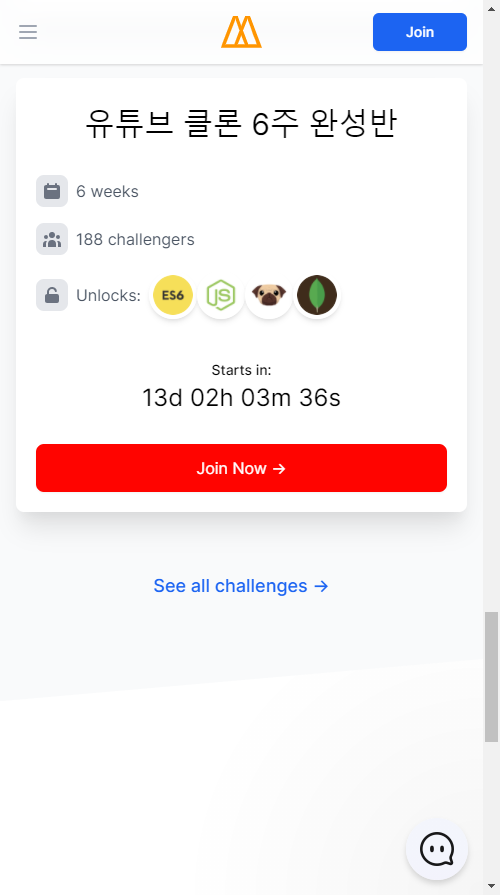 Join
유튜브 클론 6주 완성반
6 weeks
188 challengers
Unlocks:
ES6
JS
Starts in:
13d 02h 03m 36s
Join Now →
See all challenges →